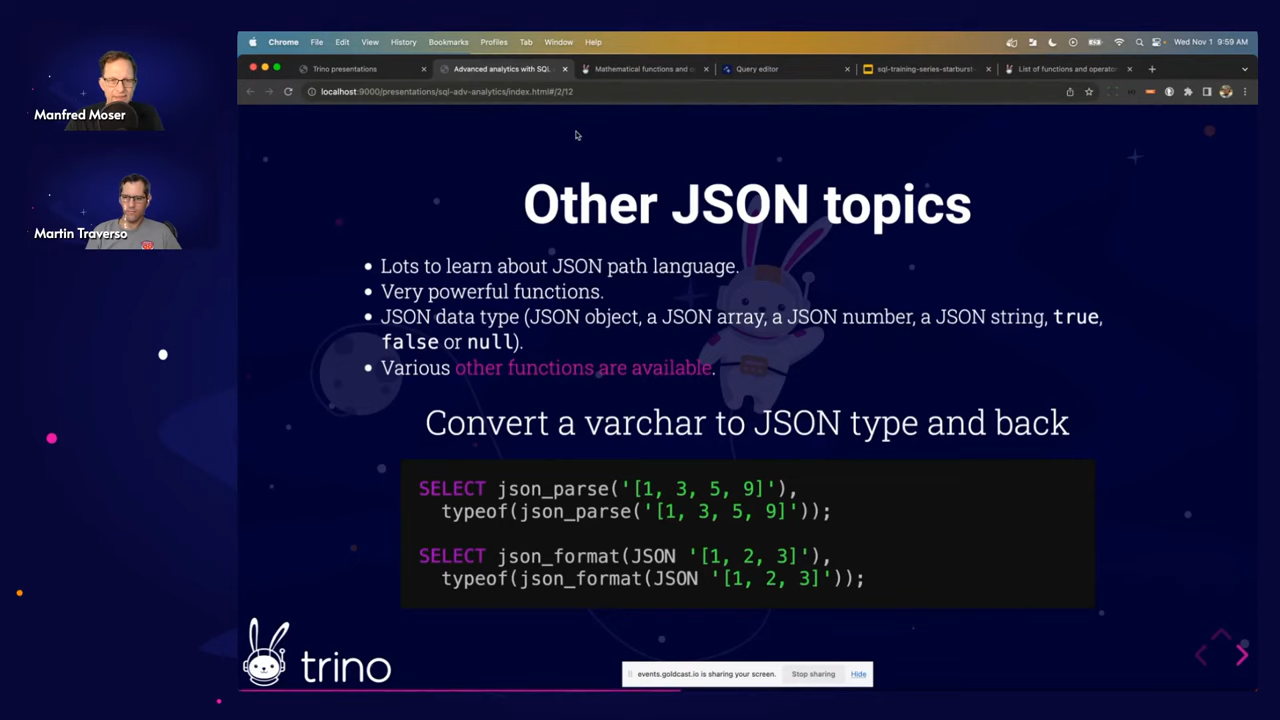 Manfred Moser
Martin Traverso
Chrome File Edit View History Bookmarks Profiles Tab Window Help
Wed Nov 1 9:59 AM
Trino presentations
Advanced analytics with SQL
Mathematical functions and o
Query editor
sql-training-series-starburst
List of functions and operator
localhost:9000/presentations/sql-adv-analytics/index.html#/2/12
Other JSON topics
• Lots to learn about JSON path language.
• Very powerful functions.
• JSON data type (JSON object, a JSON array, a JSON number, a JSON string, true,
false or null).
• Various other functions are available.
Convert a varchar to JSON type and back
SELECT json_parse('[1, 3, 5, 9]'),
typeof(json_parse('[1, 3, 5, 9]'));
SELECT json_format(JSON '[1, 2, 3]'),
typeof(json_format(JSON '[1, 2, 3]'));
trino
events.goldcast.io is sharing your screen. Stop sharing Hide